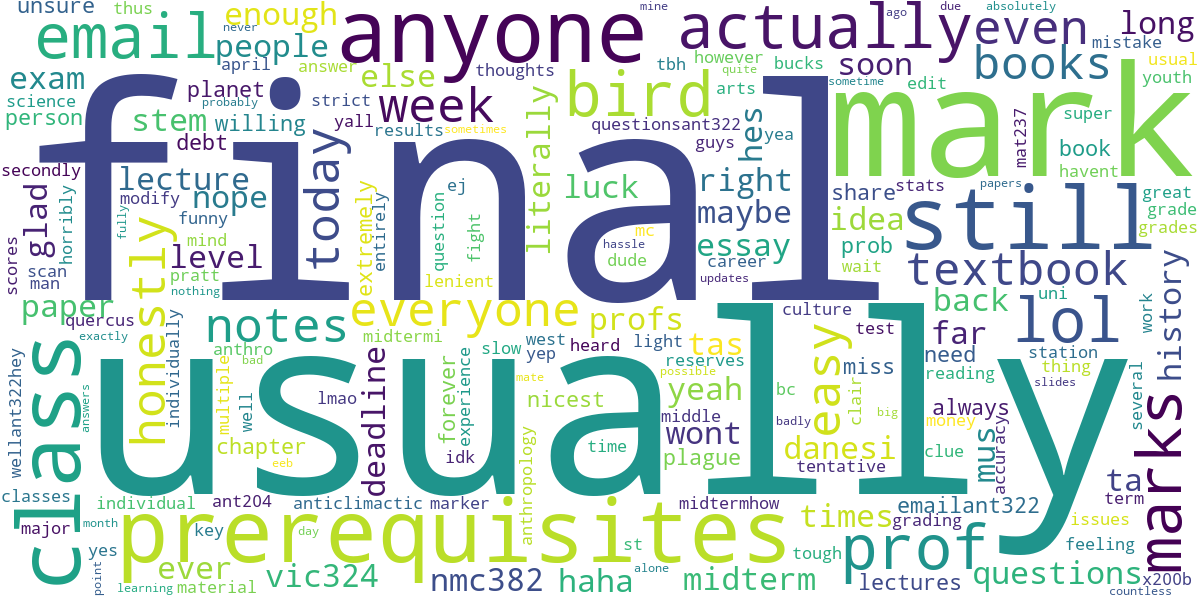 unsure
thus
enough
never
anyone
mine
actually
ago
even
due
absolutely
long
countless
email
people
april
answer
else
thoughts
soon
tbh
however
quite
bucks
arts
sometime
books
mistake
usual
youth
exam
science
person
planet
probably
strict
yall
week
results
sometimes
bird
questionsant322
guys
yea
edit
mark
super
book
havent
mat237
stem
willing
debt
today
literally
hes
final
secondly
lecture
modify
nope
funny
extremely
entirely
question
ej
fight
luck
right
maybe
essay
mc
hassle
dude
career
updates
share
stats
idea
prob
wait
papers
still
great
grade
grades
scores
glad
horribly
fully
scan
man
honestly
level
mind
pratt
nothing
lenient
textbook
history
paper
quercus
exactly
individually
notes
everyone
midtermi
profs
heard
light
culture
test
back
uni
far
lol
work
anthro
bad
lmao
deadline
forever
experience
slow
west
yep
mate
nicest
tas
reserves
possible
yeah
bc
easy
clair
miss
need
reading
station
thing
slides
class
answers
wellant322hey
usually
multiple
well
chapter
eeb
idk
anthropology
time
middle
wont
plague
badly
big
danesi
tentative
always
money
clue
mus
accuracy
several
marks
classes
individual
ant204
anticlimactic
marker
midtermhow
emailant322
ta
term
major
month
prerequisites
key
day
st
tough
times
grading
prof
issues
feeling
yes
point
ever
learning
material
vic324
nmc382
haha
alone
midterm
lectures
questions
x200b